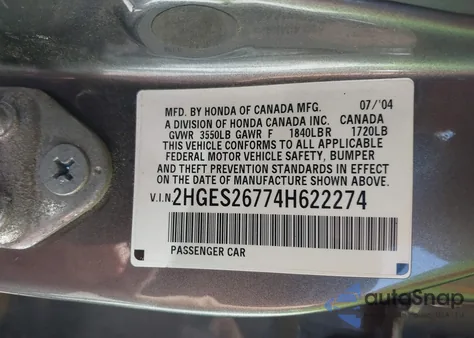 MFD. BY HONDA OF CANADA MFG. 07/'04
A DIVISION OF HONDA CANADA INC. CANADA
GVWR 3550LB GAWR F 1840LB R 1720LB
THIS VEHICLE CONFORMS TO ALL APPLICABLE
FEDERAL MOTOR VEHICLE SAFETY, BUMPER
AND THEFT PREVENTION STANDARDS IN EFFECT
ON THE DATE OF MANUFACTURE SHOWN ABOVE.
V.I.N. 2HGES26774H622274
PASSENGER CAR
autoSnap